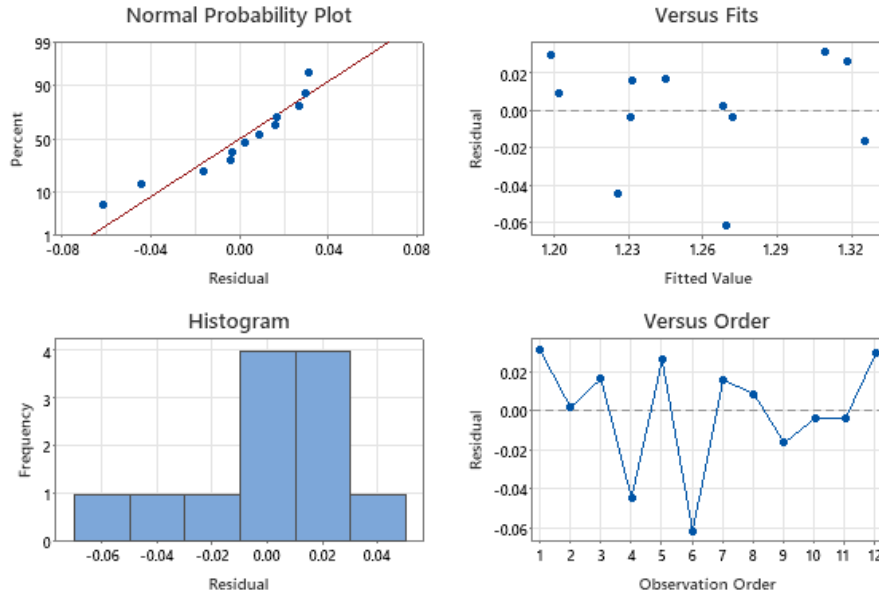 Normal Probability Plot
99
90
50
10
1
Percent
-0.08 -0.04 0.00 0.04 0.08
Residual
Versus Fits
0.02
0.00
-0.02
-0.04
-0.06
Residual
1.20 1.23 1.26 1.29 1.32
Fitted Value
Histogram
4
3
2
1
0
Frequency
-0.06 -0.04 -0.02 0.00 0.02 0.04
Residual
Versus Order
0.02
0.00
-0.02
-0.04
-0.06
Residual
1 2 3 4 5 6 7 8 9 10 11 12
Observation Order